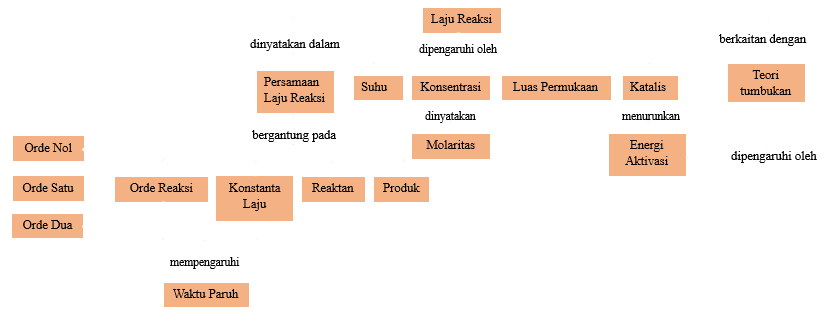 Laju Reaksi
dinyatakan dalam
dipengaruhi oleh
berkaitan dengan
Persamaan
Laju Reaksi
Suhu
Konsentrasi
Luas Permukaan
Katalis
Teori
tumbukan
dinyatakan
menurunkan
bergantung pada
Molaritas
Energi
Aktivasi
dipengaruhi oleh
Orde Nol
Orde Satu
Orde Dua
Orde Reaksi
Konstanta
Laju
Reaktan
Produk
mempengaruhi
Waktu Paruh